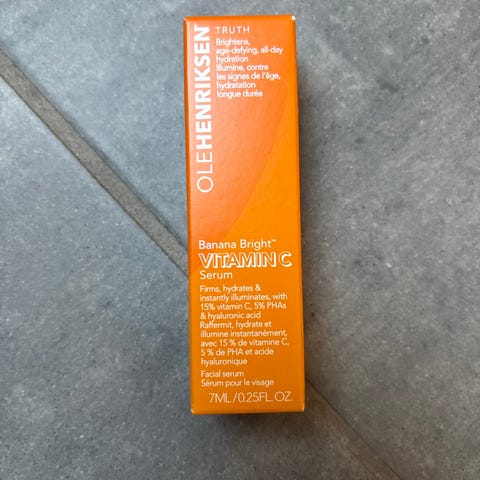 OLEHENRIKSEN
TRUTH
Brightens,
age-defying, all-day
hydration
Illumine, contre
les signes de l'âge,
hydratation
longue durée
Banana Bright™
VITAMIN C
Serum
Firms, hydrates &
instantly illuminates, with
15% vitamin C, 5% PHAs
& hyaluronic acid
Raffermit, hydrate et
illumine instantanément,
avec 15 % de vitamine C,
5 % de PHA et acide
hyaluronique
Facial serum
Sérum pour le visage
7ML / 0.25FL. OZ.